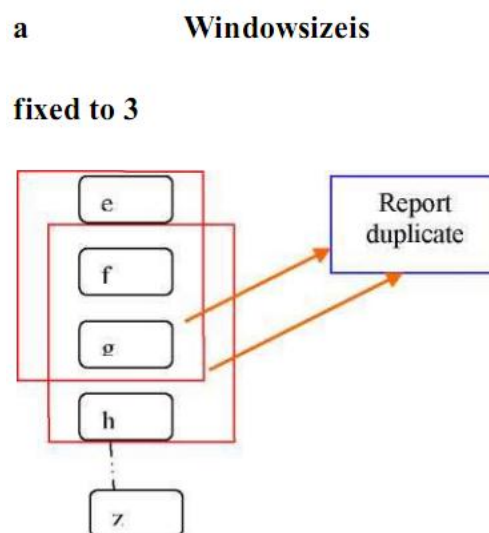 a Windowsizeis
fixed to 3
e
Report
duplicate
f
g
h
z